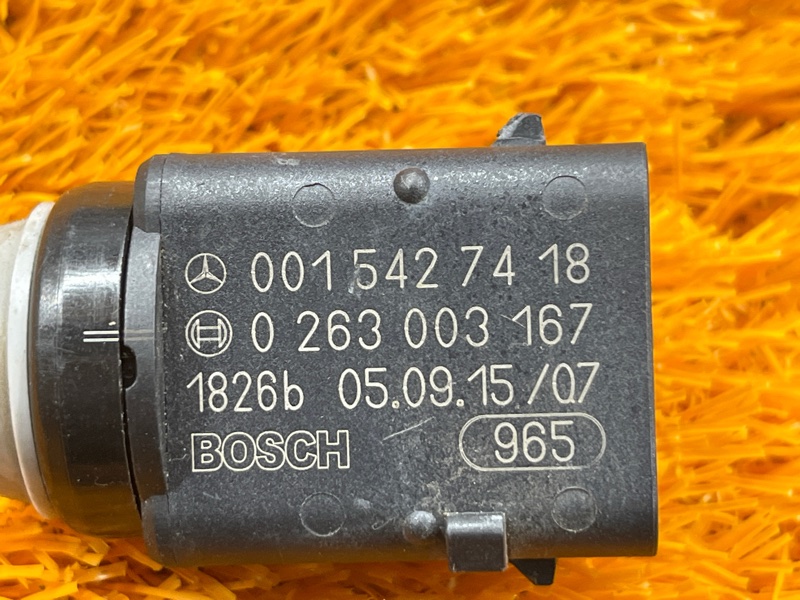 001 542 74 18
0 263 003 167
1826b 05.09.15/07
BOSCH 965